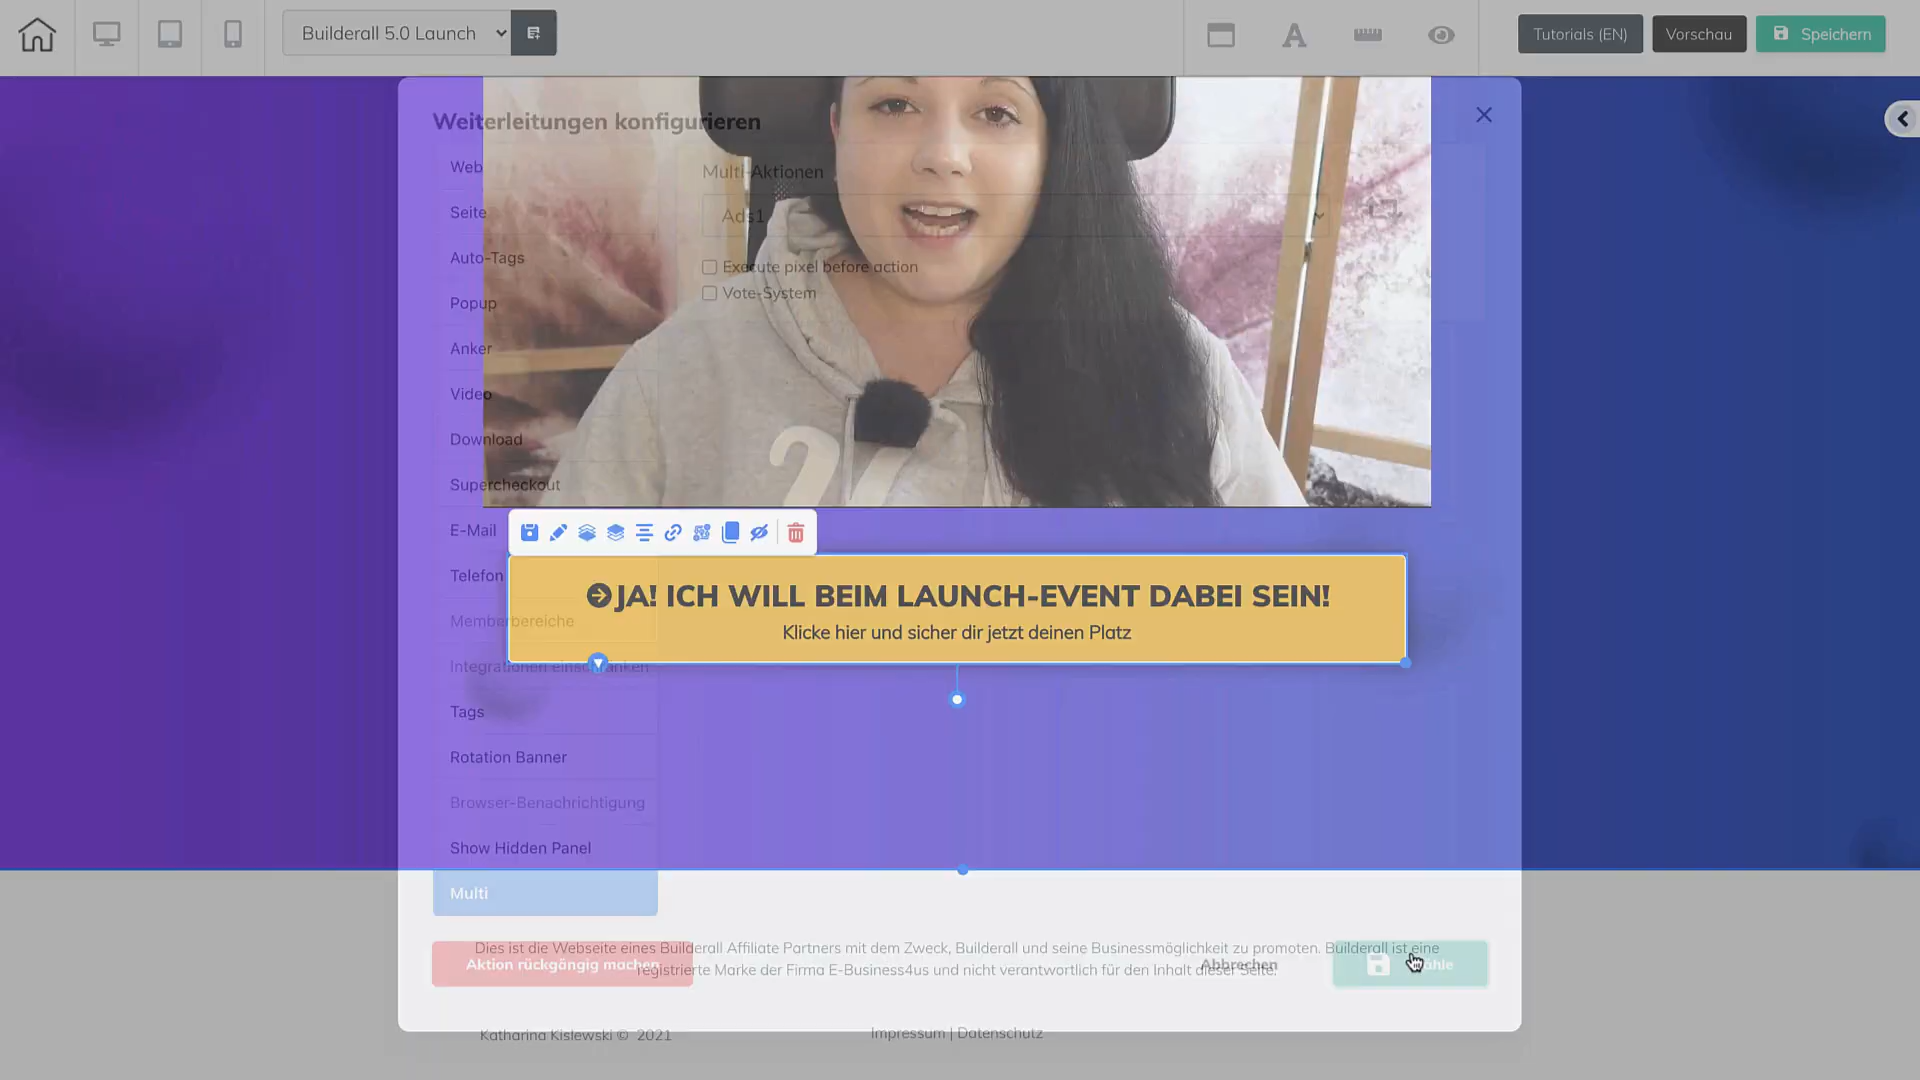 Builderall 5.0 Launch
Tutorials (EN)
Vorschau
Speichern
Weiterleitungen konfigurieren
Web
Seite
Auto-Tags
Popup
Anker
Video
Download
Supercheckout
E-Mail
Telefon
Memberbereiche
Integrationen einschränken
Tags
Rotation Banner
Browser-Benachrichtigung
Show Hidden Panel
Multi
Multi-Aktionen
Ads1
Execute pixel before action
Vote-System
JA! ICH WILL BEIM LAUNCH-EVENT DABEI SEIN!
Klicke hier und sicher dir jetzt deinen Platz
Dies ist die Webseite eines Builderall Affiliate Partners mit dem Zweck, Builderall und seine Businessmöglichkeit zu promoten. Builderall ist eine
registrierte Marke der Firma E-Business4us und nicht verantwortlich für den Inhalt dieser Seite.
Aktion rückgängig machen
Abbrechen
Katharina Kislewski © 2021
Impressum | Datenschutz